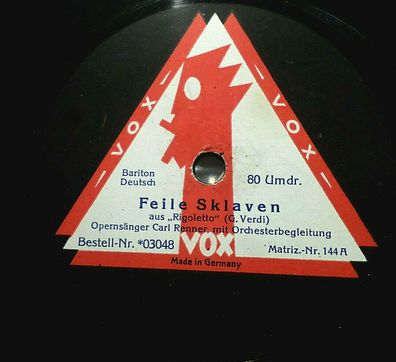 — VOX —
— VOX —
Bariton
Deutsch
80 Umdr.
Feile Sklaven
aus „Rigoletto" (G. Verdi)
Opernsänger Carl Renner, mit Orchesterbegleitung
Bestell-Nr. *03048
VOX
Matriz.-Nr. 144 A
Made in Germany